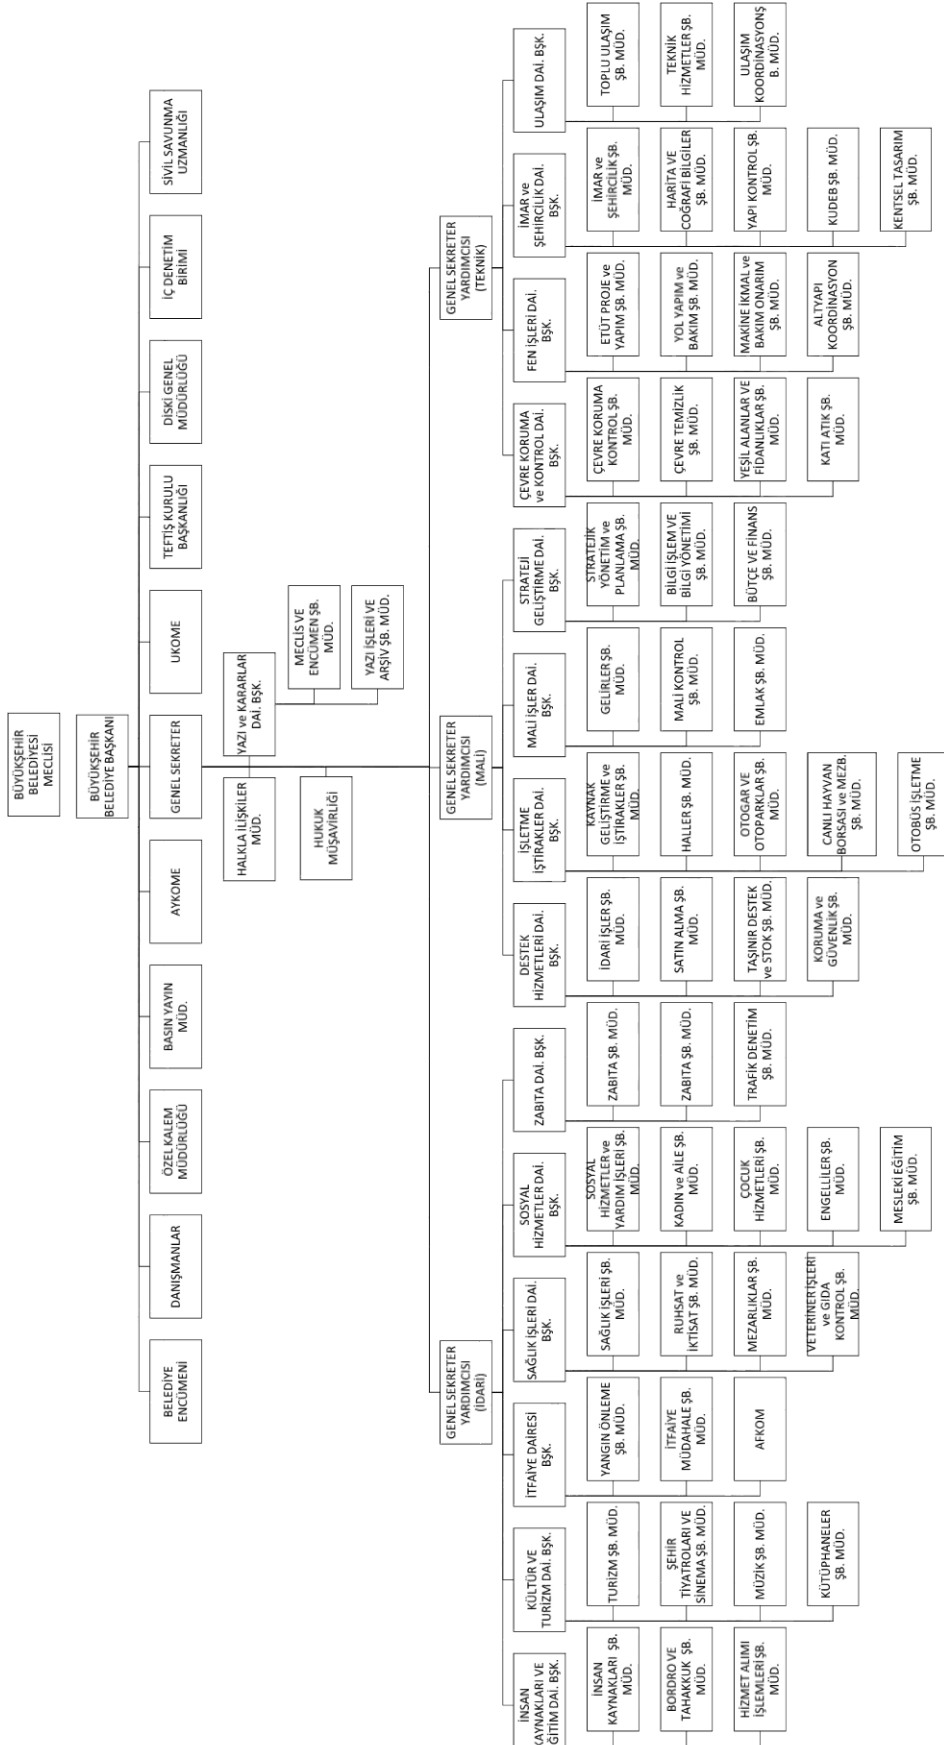 BÜYÜKŞEHİR
BELEDİYESİ
MECLİSİ
BÜYÜKŞEHİR
BELEDİYE BAŞKANI
BELEDİYE
ENCÜMENİ
DANIŞMANLAR
ÖZEL KALEM
MÜDÜRLÜĞÜ
BASIN YAYIN
MÜD.
AYKOME
GENEL SEKRETER
UKOME
TEFTİŞ KURULU
BAŞKANLIĞI
DİSKİ GENEL
MÜDÜRLÜĞÜ
İÇ DENETİM
BİRİMİ
SİVİL SAVUNMA
UZMANLIĞI
HALKLA İLİŞKİLER
MÜD.
YAZI ve KARARLAR
DAİ. BŞK.
HUKUK
MÜŞAVİRLİĞİ
MECLİS VE
ENCÜMEN ŞB.
MÜD.
YAZI İŞLERİ VE
ARŞİV ŞB. MÜD.
GENEL SEKRETER
YARDIMCISI
(İDARİ)
GENEL SEKRETER
YARDIMCISI
(MALİ)
GENEL SEKRETER
YARDIMCISI
(TEKNİK)
İNSAN
KAYNAKLARI VE
EĞİTİM DAİ. BŞK.
İNSAN
KAYNAKLARI ŞB.
MÜD.
BORDRO VE
TAHAKKUK ŞB.
MÜD.
HİZMET ALIMI
İŞLEMLERİ ŞB.
MÜD.
KÜLTÜR VE
TURİZM DAİ. BŞK.
TURİZM ŞB. MÜD.
ŞEHİR
TİYATROLARI VE
SİNEMA ŞB. MÜD.
MÜZİK ŞB. MÜD.
KÜTÜPHANELER
ŞB. MÜD.
İTFAİYE DAİRESİ
BŞK.
YANGIN ÖNLEME
ŞB. MÜD.
İTFAİYE
MÜDAHALE ŞB.
MÜD.
AFKOM
SAĞLIK İŞLERİ DAİ.
BŞK.
SAĞLIK İŞLERİ ŞB.
MÜD.
RUHSAT ve
İKTİSAT ŞB. MÜD.
MEZARLIKLAR ŞB.
MÜD.
VETERİNER İŞLERİ
ve GIDA
KONTROL ŞB.
MÜD.
SOSYAL
HİZMETLER DAİ.
BŞK.
SOSYAL
HİZMETLER ve
YARDIM İŞLERİ ŞB.
MÜD.
KADIN ve AİLE ŞB.
MÜD.
ÇOCUK
HİZMETLERİ ŞB.
MÜD.
ENGELLİLER ŞB.
MÜD.
MESLEKİ EĞİTİM
ŞB. MÜD.
ZABITA DAİ. BŞK.
ZABITA ŞB. MÜD.
ZABITA ŞB. MÜD.
TRAFİK DENETİM
ŞB. MÜD.
DESTEK
HİZMETLERİ DAİ.
BŞK.
İDARİ İŞLER ŞB.
MÜD.
SATIN ALMA ŞB.
MÜD.
TAŞINIR DESTEK
ve STOK ŞB. MÜD.
KORUMA ve
GÜVENLİK ŞB.
MÜD.
İŞLETME
İŞTİRAKLER DAİ.
BŞK.
KAYNAK
GELİŞTİRME ve
İŞTİRAKLER ŞB.
MÜD.
HALLER ŞB. MÜD.
OTOGAR VE
OTOPARKLAR ŞB.
MÜD.
CANLI HAYVAN
BORSASI ve MEZB.
ŞB. MÜD.
OTOBÜS İŞLETME
ŞB. MÜD.
MALİ İŞLER DAİ.
BŞK.
GELİRLER ŞB.
MÜD.
MALİ KONTROL
ŞB. MÜD.
EMLAK ŞB. MÜD.
STRATEJİ
GELİŞTİRME DAİ.
BŞK.
STRATEJİK
YÖNETİM ve
PLANLAMA ŞB.
MÜD.
BİLGİ İŞLEM VE
BİLGİ YÖNETİMİ
ŞB. MÜD.
BÜTÇE VE FİNANS
ŞB. MÜD.
ÇEVRE KORUMA
ve KONTROL DAİ.
BŞK.
ÇEVRE KORUMA
KONTROL ŞB.
MÜD.
ÇEVRE TEMİZLİK
ŞB. MÜD.
YEŞİL ALANLAR VE
FİDANLIKLAR ŞB.
MÜD.
KATI ATIK ŞB.
MÜD.
FEN İŞLERİ DAİ.
BŞK.
ETÜT PROJE ve
YAPIM ŞB. MÜD.
YOL YAPIM ve
BAKIM ŞB. MÜD.
MAKİNE İKMAL ve
BAKIM ONARIM
ŞB. MÜD.
ALTYAPI
KOORDİNASYON
ŞB. MÜD.
İMAR ve
ŞEHİRCİLİK DAİ.
BŞK.
İMAR ve
ŞEHİRCİLİK ŞB.
MÜD.
HARİTA VE
COĞRAFİ BİLGİLER
ŞB. MÜD.
YAPI KONTROL ŞB.
MÜD.
KUDEB ŞB. MÜD.
KENTSEL TASARIM
ŞB. MÜD.
ULAŞIM DAİ. BŞK.
TOPLU ULAŞIM
ŞB. MÜD.
TEKNİK
HİZMETLER ŞB.
MÜD.
ULAŞIM
KOORDİNASYONŞ
B. MÜD.